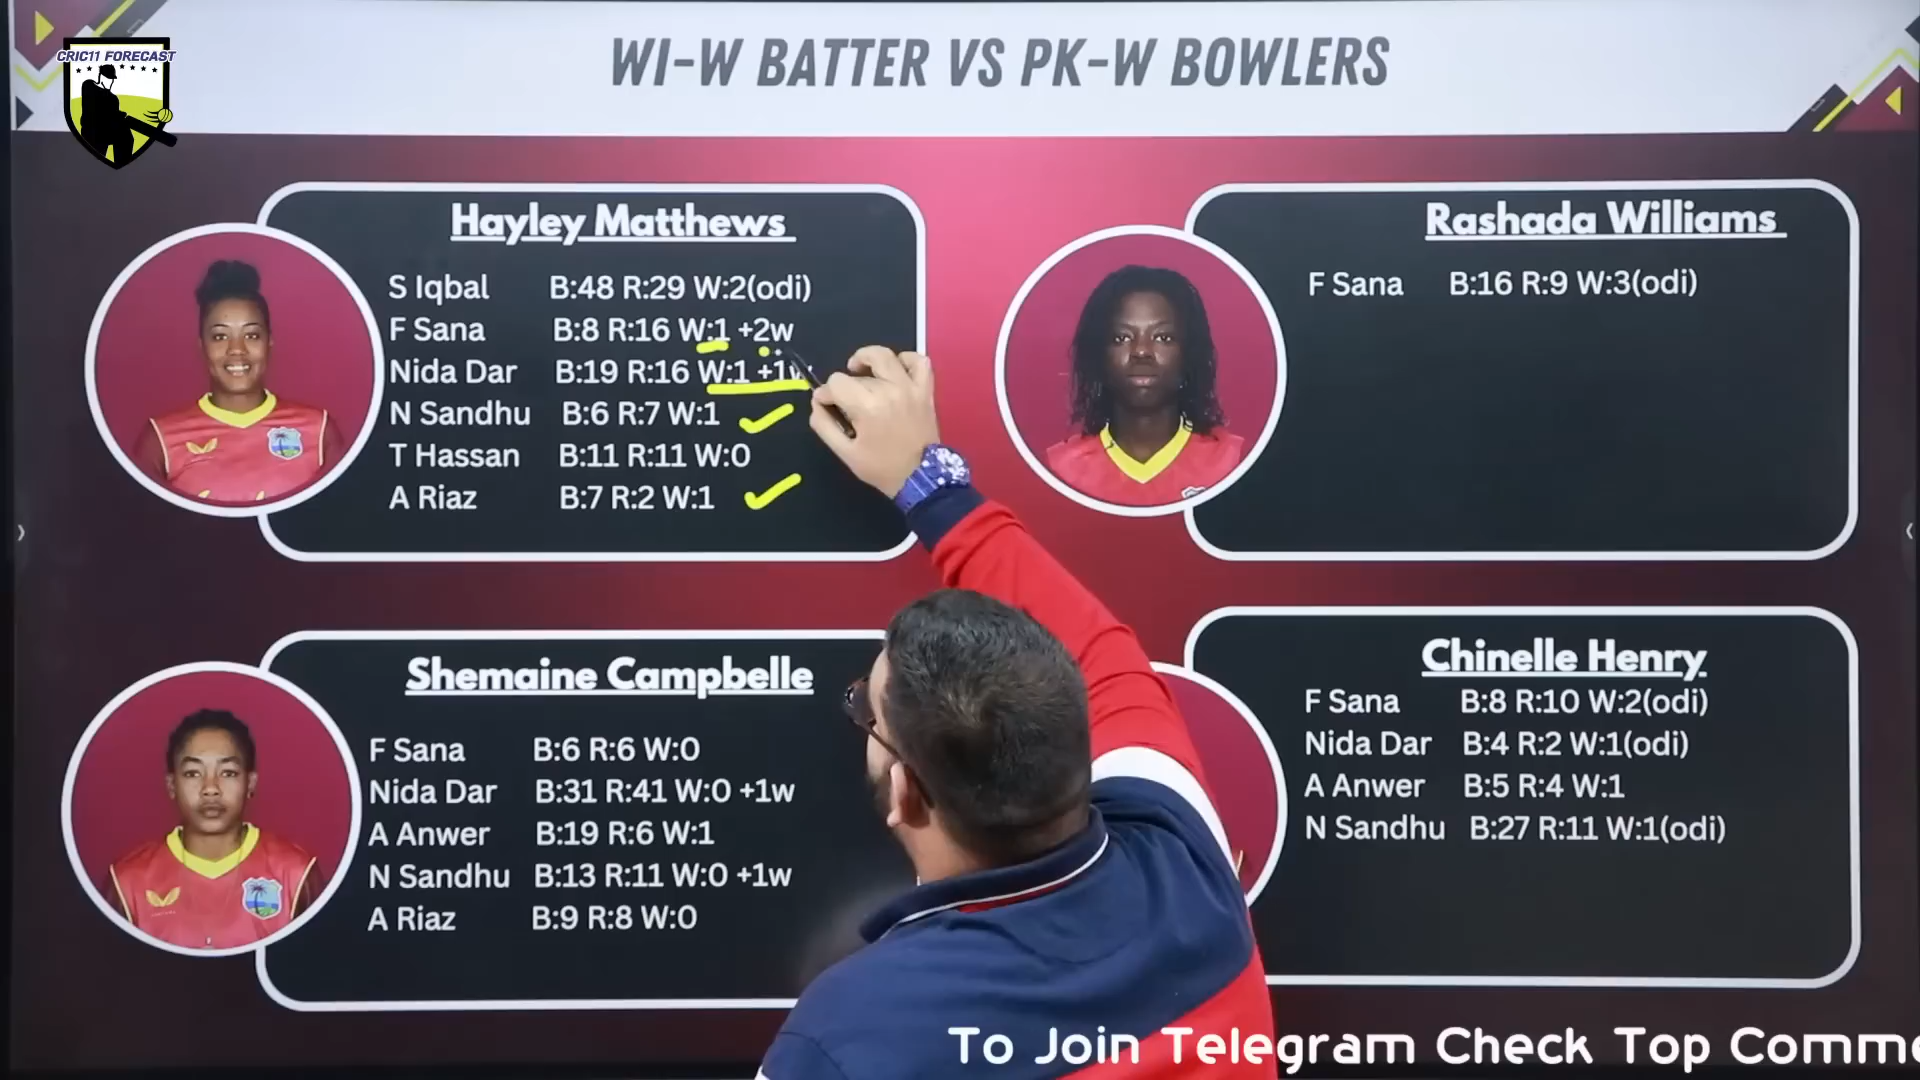 CRIC11 FORECAST
WI-W BATTER VS PK-W BOWLERS
Hayley Matthews
S Iqbal B:48 R:29 W:2(odi)
F Sana B:8 R:16 W:1 +2w
Nida Dar B:19 R:16 W:1 +1w
N Sandhu B:6 R:7 W:1
T Hassan B:11 R:11 W:0
A Riaz B:7 R:2 W:1
Rashada Williams
F Sana B:16 R:9 W:3(odi)
Shemaine Campbelle
F Sana B:6 R:6 W:0
Nida Dar B:31 R:41 W:0 +1w
A Anwer B:19 R:6 W:1
N Sandhu B:13 R:11 W:0 +1w
A Riaz B:9 R:8 W:0
Chinelle Henry
F Sana B:8 R:10 W:2(odi)
Nida Dar B:4 R:2 W:1(odi)
A Anwer B:5 R:4 W:1
N Sandhu B:27 R:11 W:1(odi)
To Join Telegram Check Top Comme